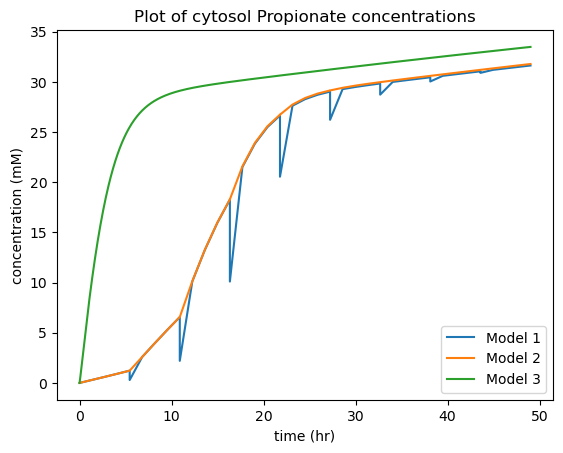 Plot of cytosol Propionate concentrations
concentration (mM)
35
30
25
20
15
10
5
0
0 10 20 30 40 50
time (hr)
Model 1
Model 2
Model 3